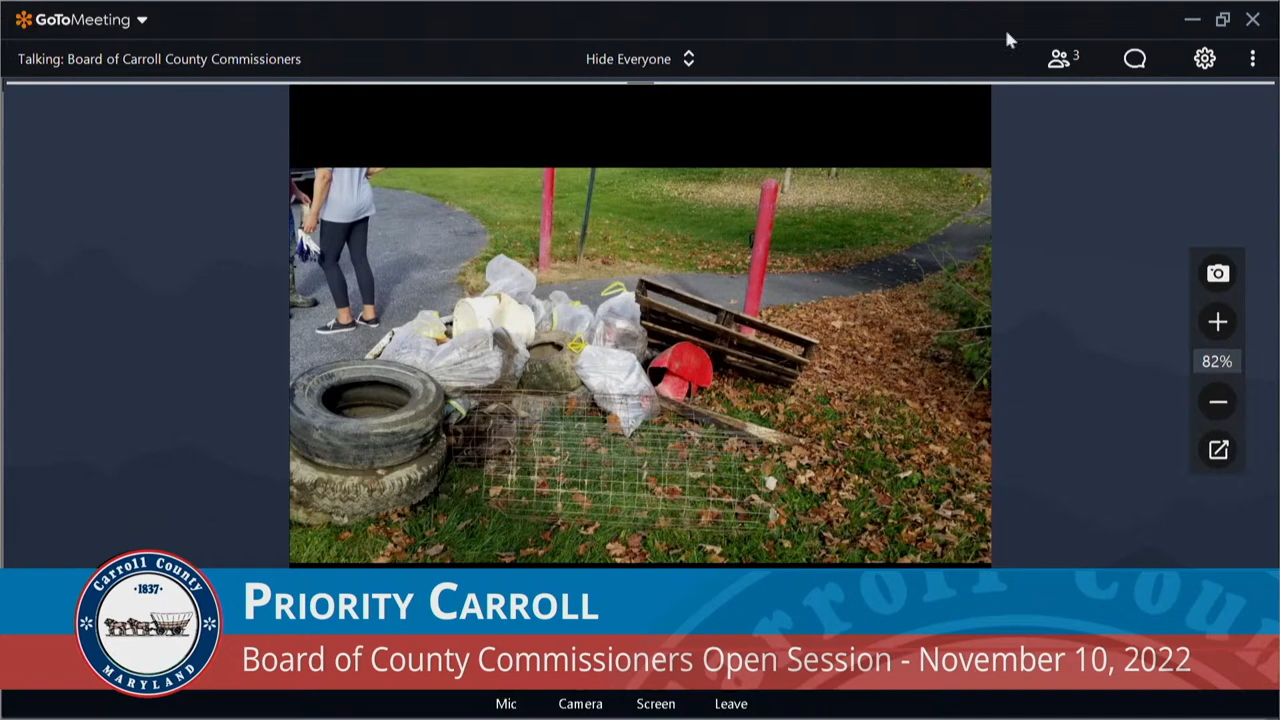 GoToMeeting
Talking: Board of Carroll County Commissioners
Hide Everyone
3
82%
Carroll County
·1837·
MARYLAND
PRIORITY CARROLL
Board of County Commissioners Open Session - November 10, 2022
Mic Camera Screen Leave